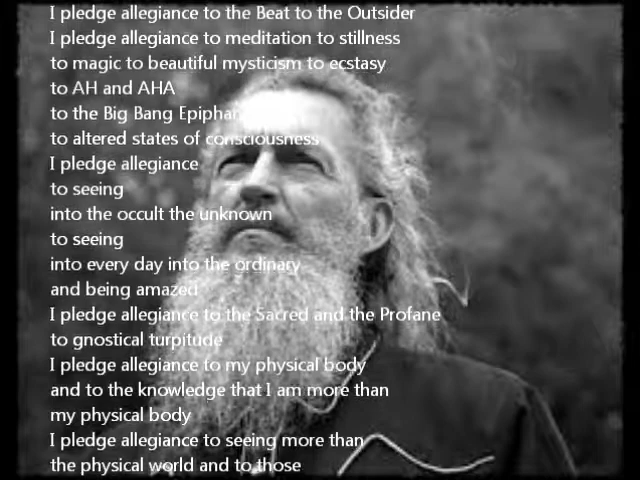 I pledge allegiance to the Beat to the Outsider
I pledge allegiance to meditation to stillness
to magic to beautiful mysticism to ecstasy
to AH and AHA
to the Big Bang Epiphan
to altered states of consciousness
I pledge allegiance
to seeing
into the occult the unknown
to seeing
into every day into the ordinary
and being amazed
I pledge allegiance to the Sacred and the Profane
to gnostical turpitude
I pledge allegiance to my physical body
and to the knowledge that I am more than
my physical body
I pledge allegiance to seeing more than
the physical world and to those